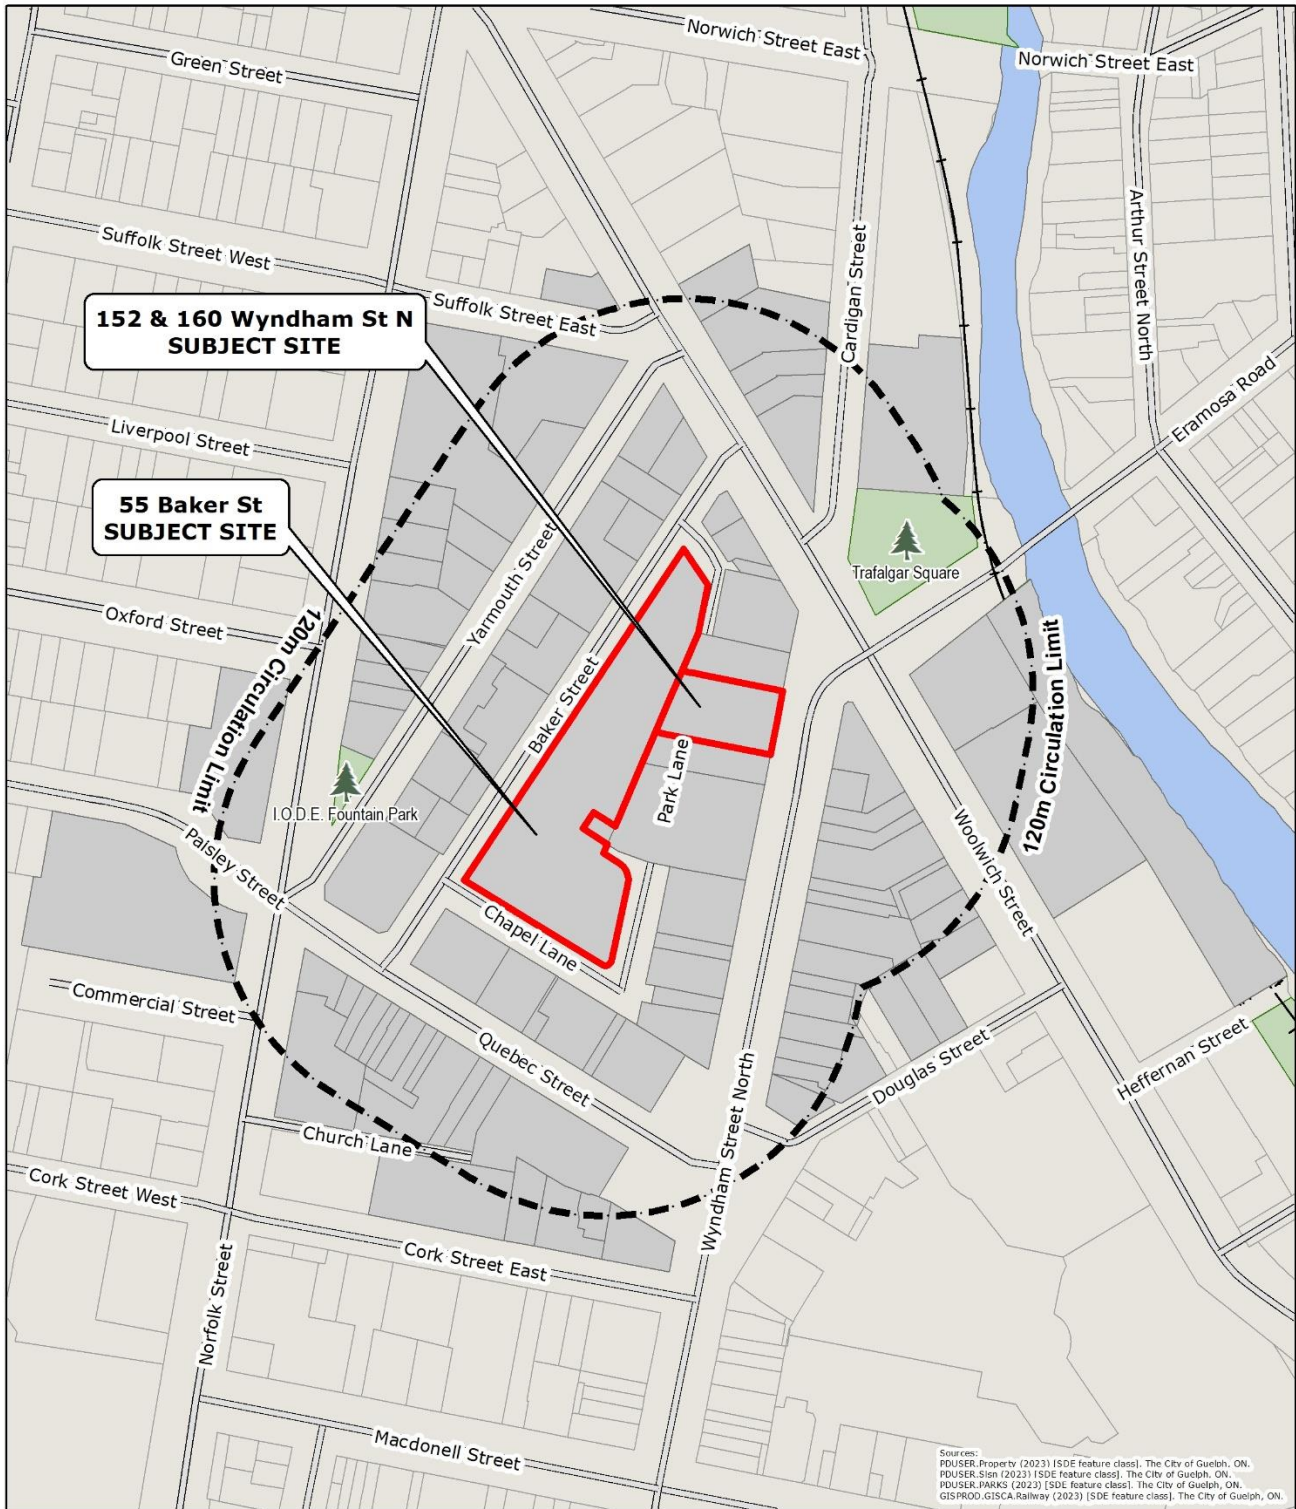 Norwich Street East
Norwich Street East
Green Street
Arthur Street North
Suffolk Street West
Cardigan Street
Suffolk Street East
152 & 160 Wyndham St N
SUBJECT SITE
Eramosa Road
Liverpool Street
55 Baker St
SUBJECT SITE
Trafalgar Square
Yarmouth Street
Oxford Street
120m Circulation Limit
120m Circulation Limit
Baker Street
Park Lane
I.O.D.E. Fountain Park
Paisley Street
Woolwich Street
Chapel Lane
Commercial Street
Quebec Street
Douglas Street
Heffernan Street
Church Lane
Wyndham Street North
Cork Street West
Cork Street East
Norfolk Street
Macdonell Street
Sources:
PDUSER.Property (2023) [SDE feature class]. The City of Guelph, ON.
PDUSER.Slsn (2023) [SDE feature class]. The City of Guelph, ON.
PDUSER.PARKS (2023) [SDE feature class]. The City of Guelph, ON.
GISPROD.GISCA.Railway (2023) [SDE feature class]. The City of Guelph, ON.